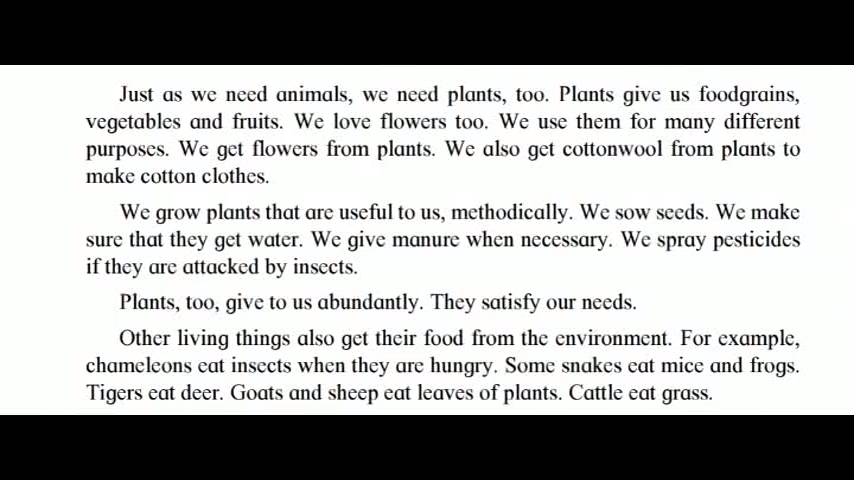 Just as we need animals, we need plants, too. Plants give us foodgrains,
vegetables and fruits. We love flowers too. We use them for many different
purposes. We get flowers from plants. We also get cottonwool from plants to
make cotton clothes.
We grow plants that are useful to us, methodically. We sow seeds. We make
sure that they get water. We give manure when necessary. We spray pesticides
if they are attacked by insects.
Plants, too, give to us abundantly. They satisfy our needs.
Other living things also get their food from the environment. For example,
chameleons eat insects when they are hungry. Some snakes eat mice and frogs.
Tigers eat deer. Goats and sheep eat leaves of plants. Cattle eat grass.